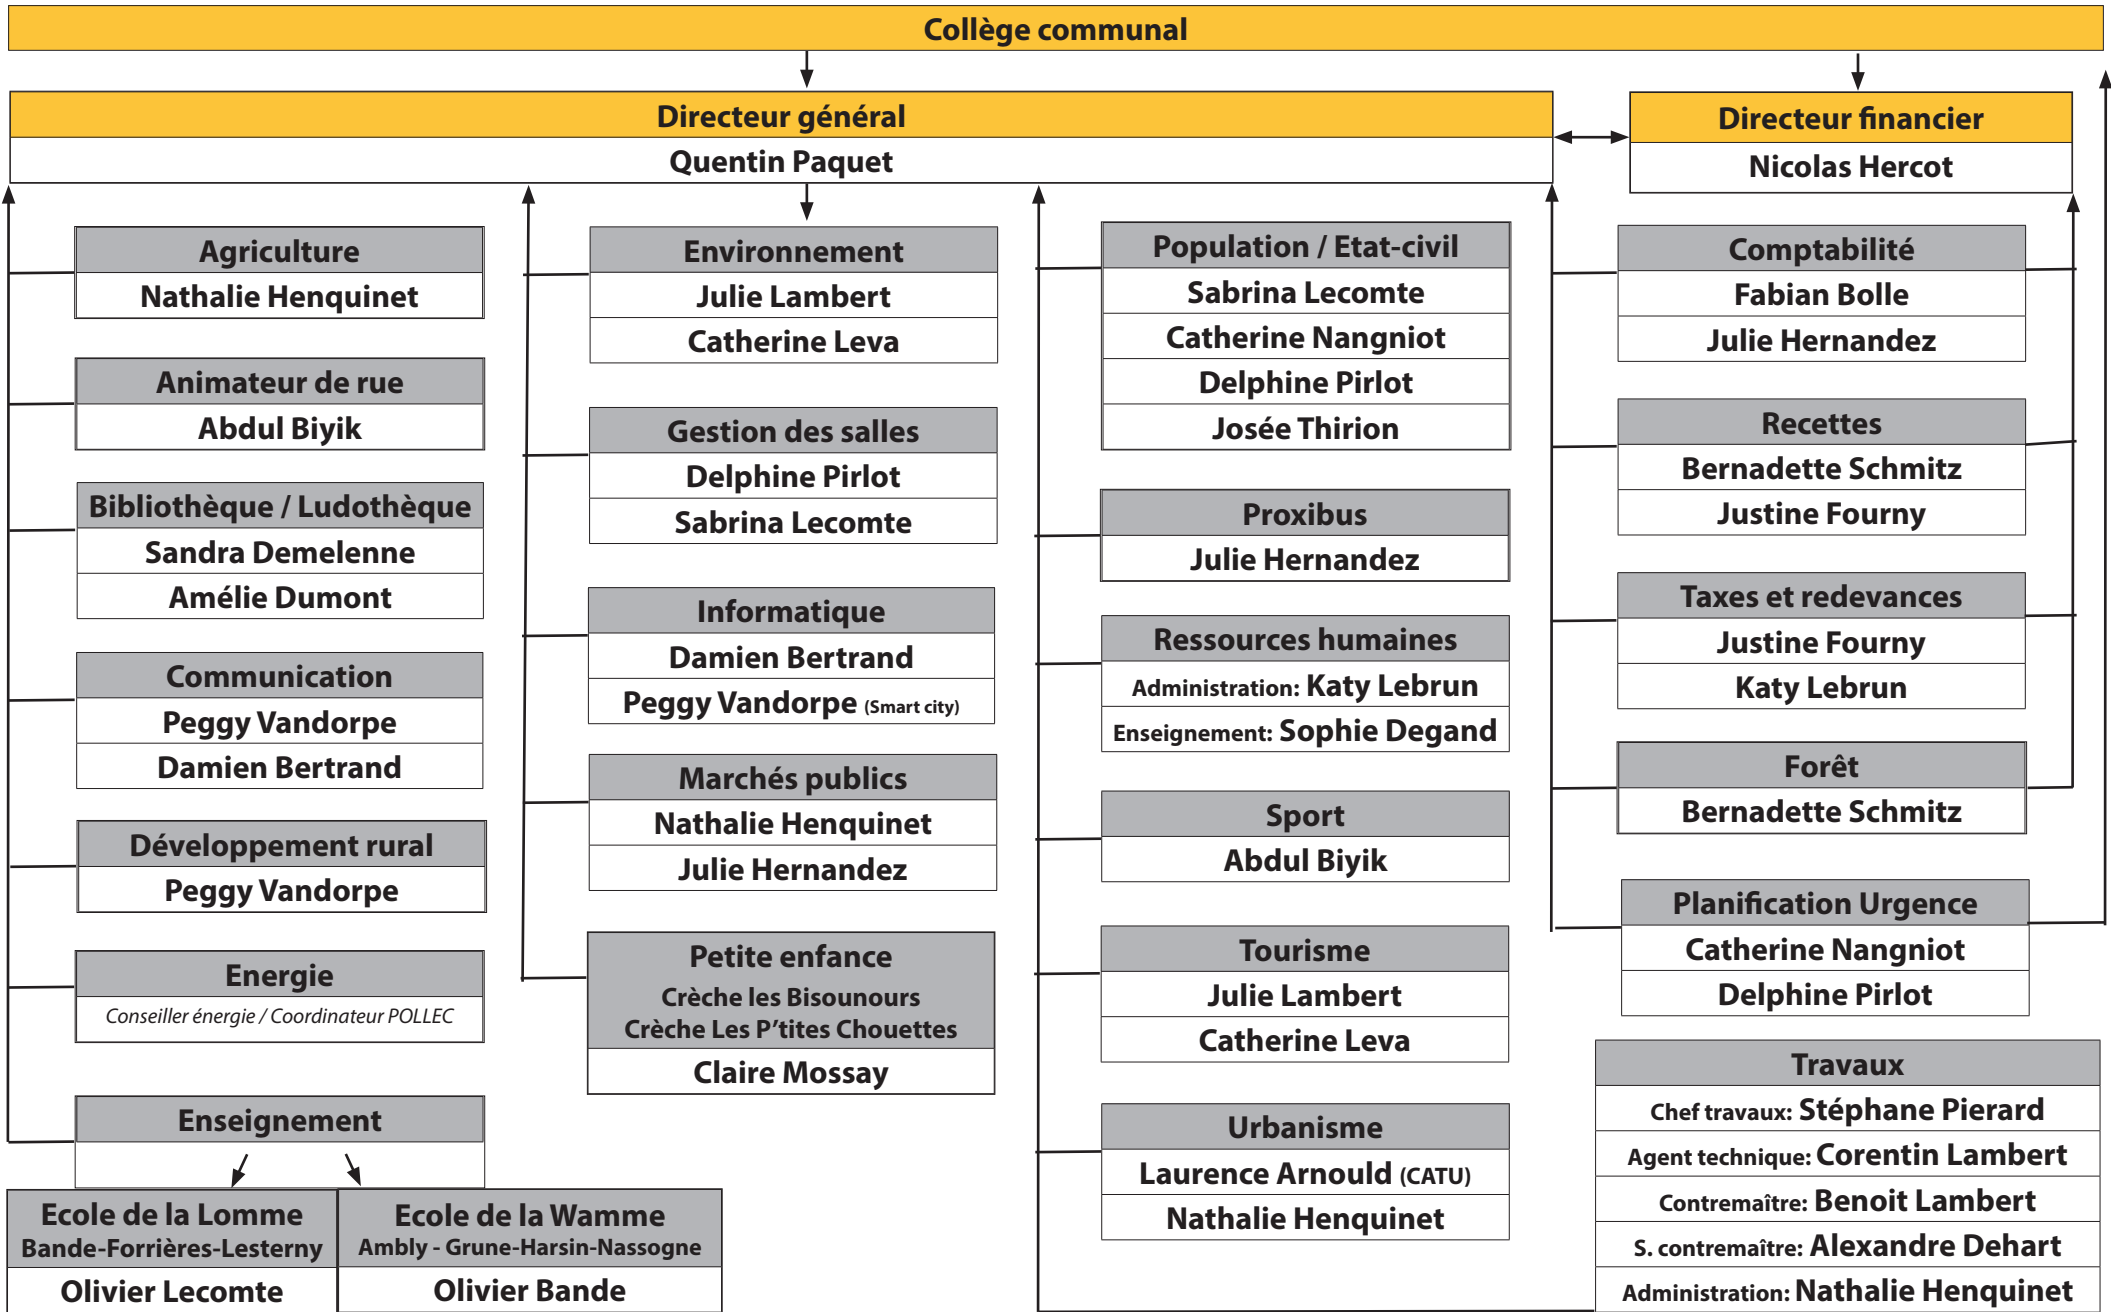 Collège communal
Directeur général
Quentin Paquet
Directeur financier
Nicolas Hercot
Agriculture
Nathalie Henquinet
Animateur de rue
Abdul Biyik
Bibliothèque / Ludothèque
Sandra Demelenne
Amélie Dumont
Communication
Peggy Vandorpe
Damien Bertrand
Développement rural
Peggy Vandorpe
Energie
Conseiller énergie / Coordinateur POLLEC
Enseignement
Ecole de la Lomme
Bande-Forrières-Lesterny
Olivier Lecomte
Ecole de la Wamme
Ambly - Grune-Harsin-Nassogne
Olivier Bande
Environnement
Julie Lambert
Catherine Leva
Gestion des salles
Delphine Pirlot
Sabrina Lecomte
Informatique
Damien Bertrand
Peggy Vandorpe (Smart city)
Marchés publics
Nathalie Henquinet
Julie Hernandez
Petite enfance
Crèche les Bisounours
Crèche Les P'tites Chouettes
Claire Mossay
Population / Etat-civil
Sabrina Lecomte
Catherine Nangniot
Delphine Pirlot
Josée Thirion
Proxibus
Julie Hernandez
Ressources humaines
Administration: Katy Lebrun
Enseignement: Sophie Degand
Sport
Abdul Biyik
Tourisme
Julie Lambert
Catherine Leva
Urbanisme
Laurence Arnould (CATU)
Nathalie Henquinet
Comptabilité
Fabian Bolle
Julie Hernandez
Recettes
Bernadette Schmitz
Justine Fourny
Taxes et redevances
Justine Fourny
Katy Lebrun
Forêt
Bernadette Schmitz
Planification Urgence
Catherine Nangniot
Delphine Pirlot
Travaux
Chef travaux: Stéphane Pierard
Agent technique: Corentin Lambert
Contremaître: Benoit Lambert
S. contremaître: Alexandre Dehart
Administration: Nathalie Henquinet